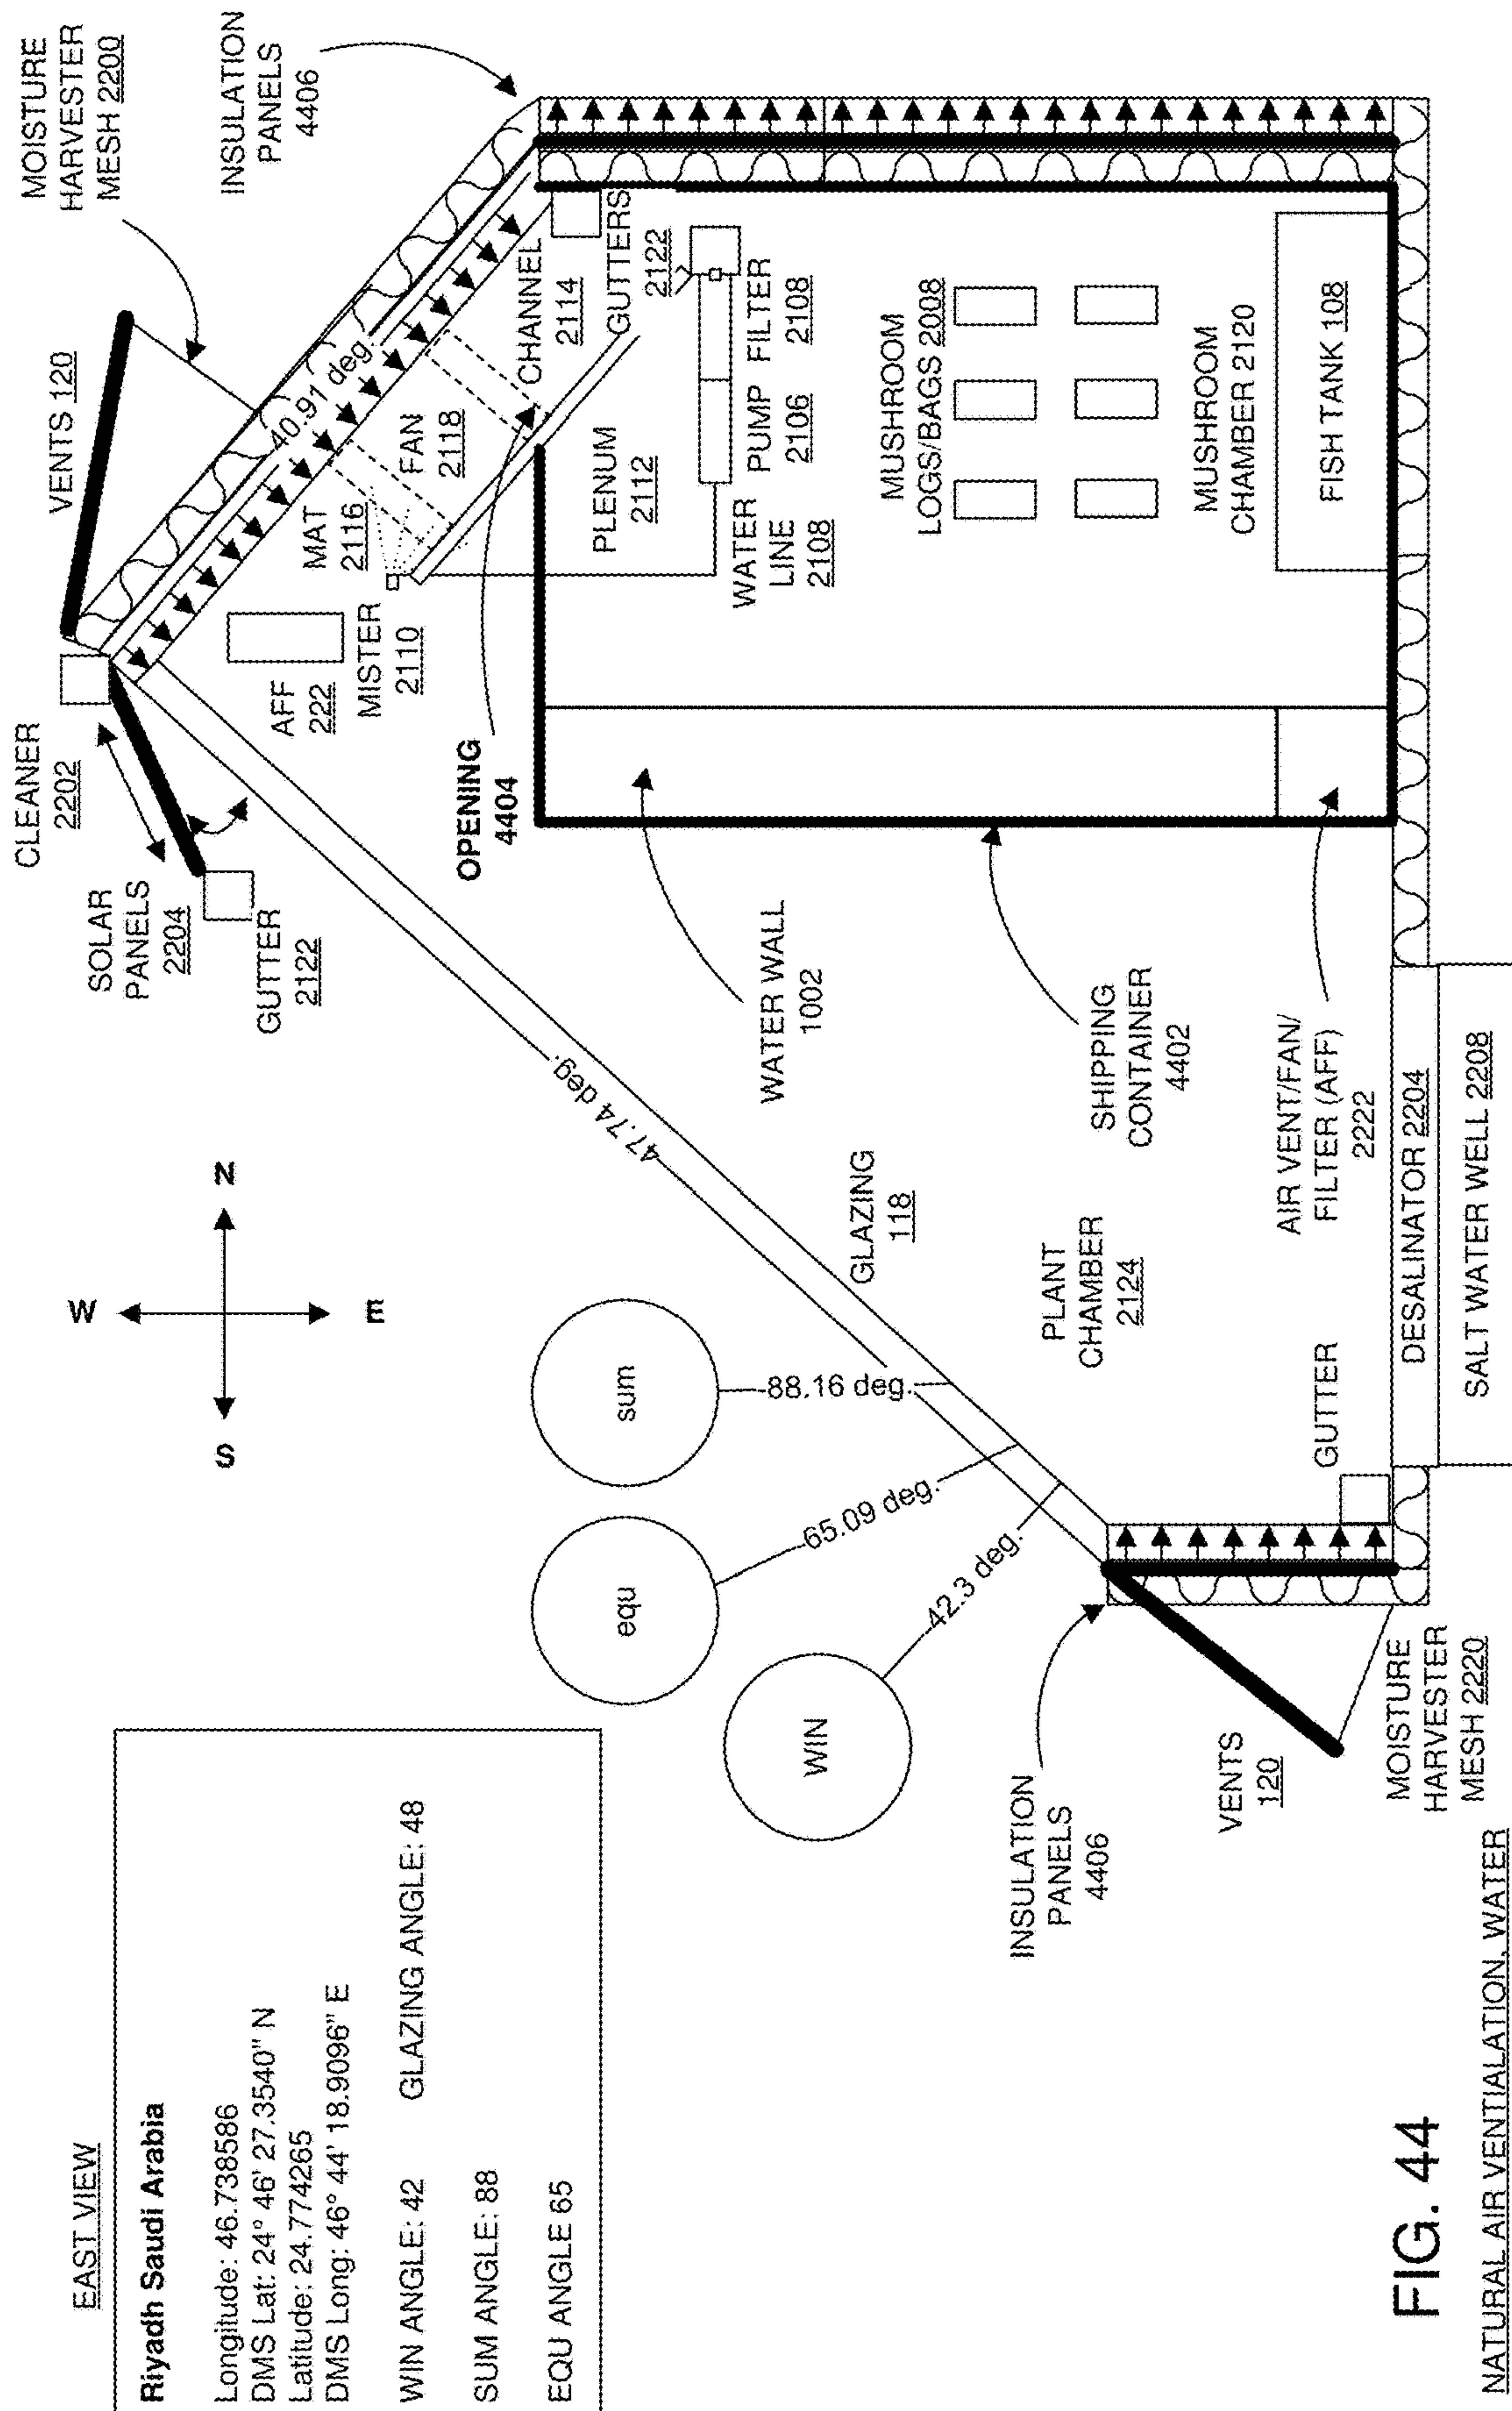 EAST VIEW
Riyadh Saudi Arabia
Longitude: 46.738586
DMS Lat: 24° 46' 27.3540" N
Latitude: 24.774265
DMS Long: 46° 44' 18.9096" E
WIN ANGLE: 42 GLAZING ANGLE: 48
SUM ANGLE: 88
EQU ANGLE 65
W
N
S
E
CLEANER
2202
SOLAR
PANELS
2204
GUTTER
2122
VENTS 120
MOISTURE
HARVESTER
MESH 2200
INSULATION
PANELS
4406
40.91 deg.
47.74 deg.
MAT
2116
FAN
2118
CHANNEL
2114
GUTTERS
2122
AFF
222
MISTER
2110
OPENING
4404
PLENUM
2112
WATER
LINE
2108
PUMP
2106
FILTER
2108
MUSHROOM
LOGS/BAGS 2008
MUSHROOM
CHAMBER 2120
FISH TANK 108
WATER WALL
1002
SHIPPING
CONTAINER
4402
AIR VENT/FAN/
FILTER (AFF)
2222
GLAZING
118
PLANT
CHAMBER
2124
sum
88.16 deg.
equ
65.09 deg.
WIN
42.3 deg.
GUTTER
DESALINATOR 2204
SALT WATER WELL 2208
INSULATION
PANELS
4406
VENTS
120
MOISTURE
HARVESTER
MESH 2220
FIG. 44
NATURAL AIR VENTIALATION, WATER